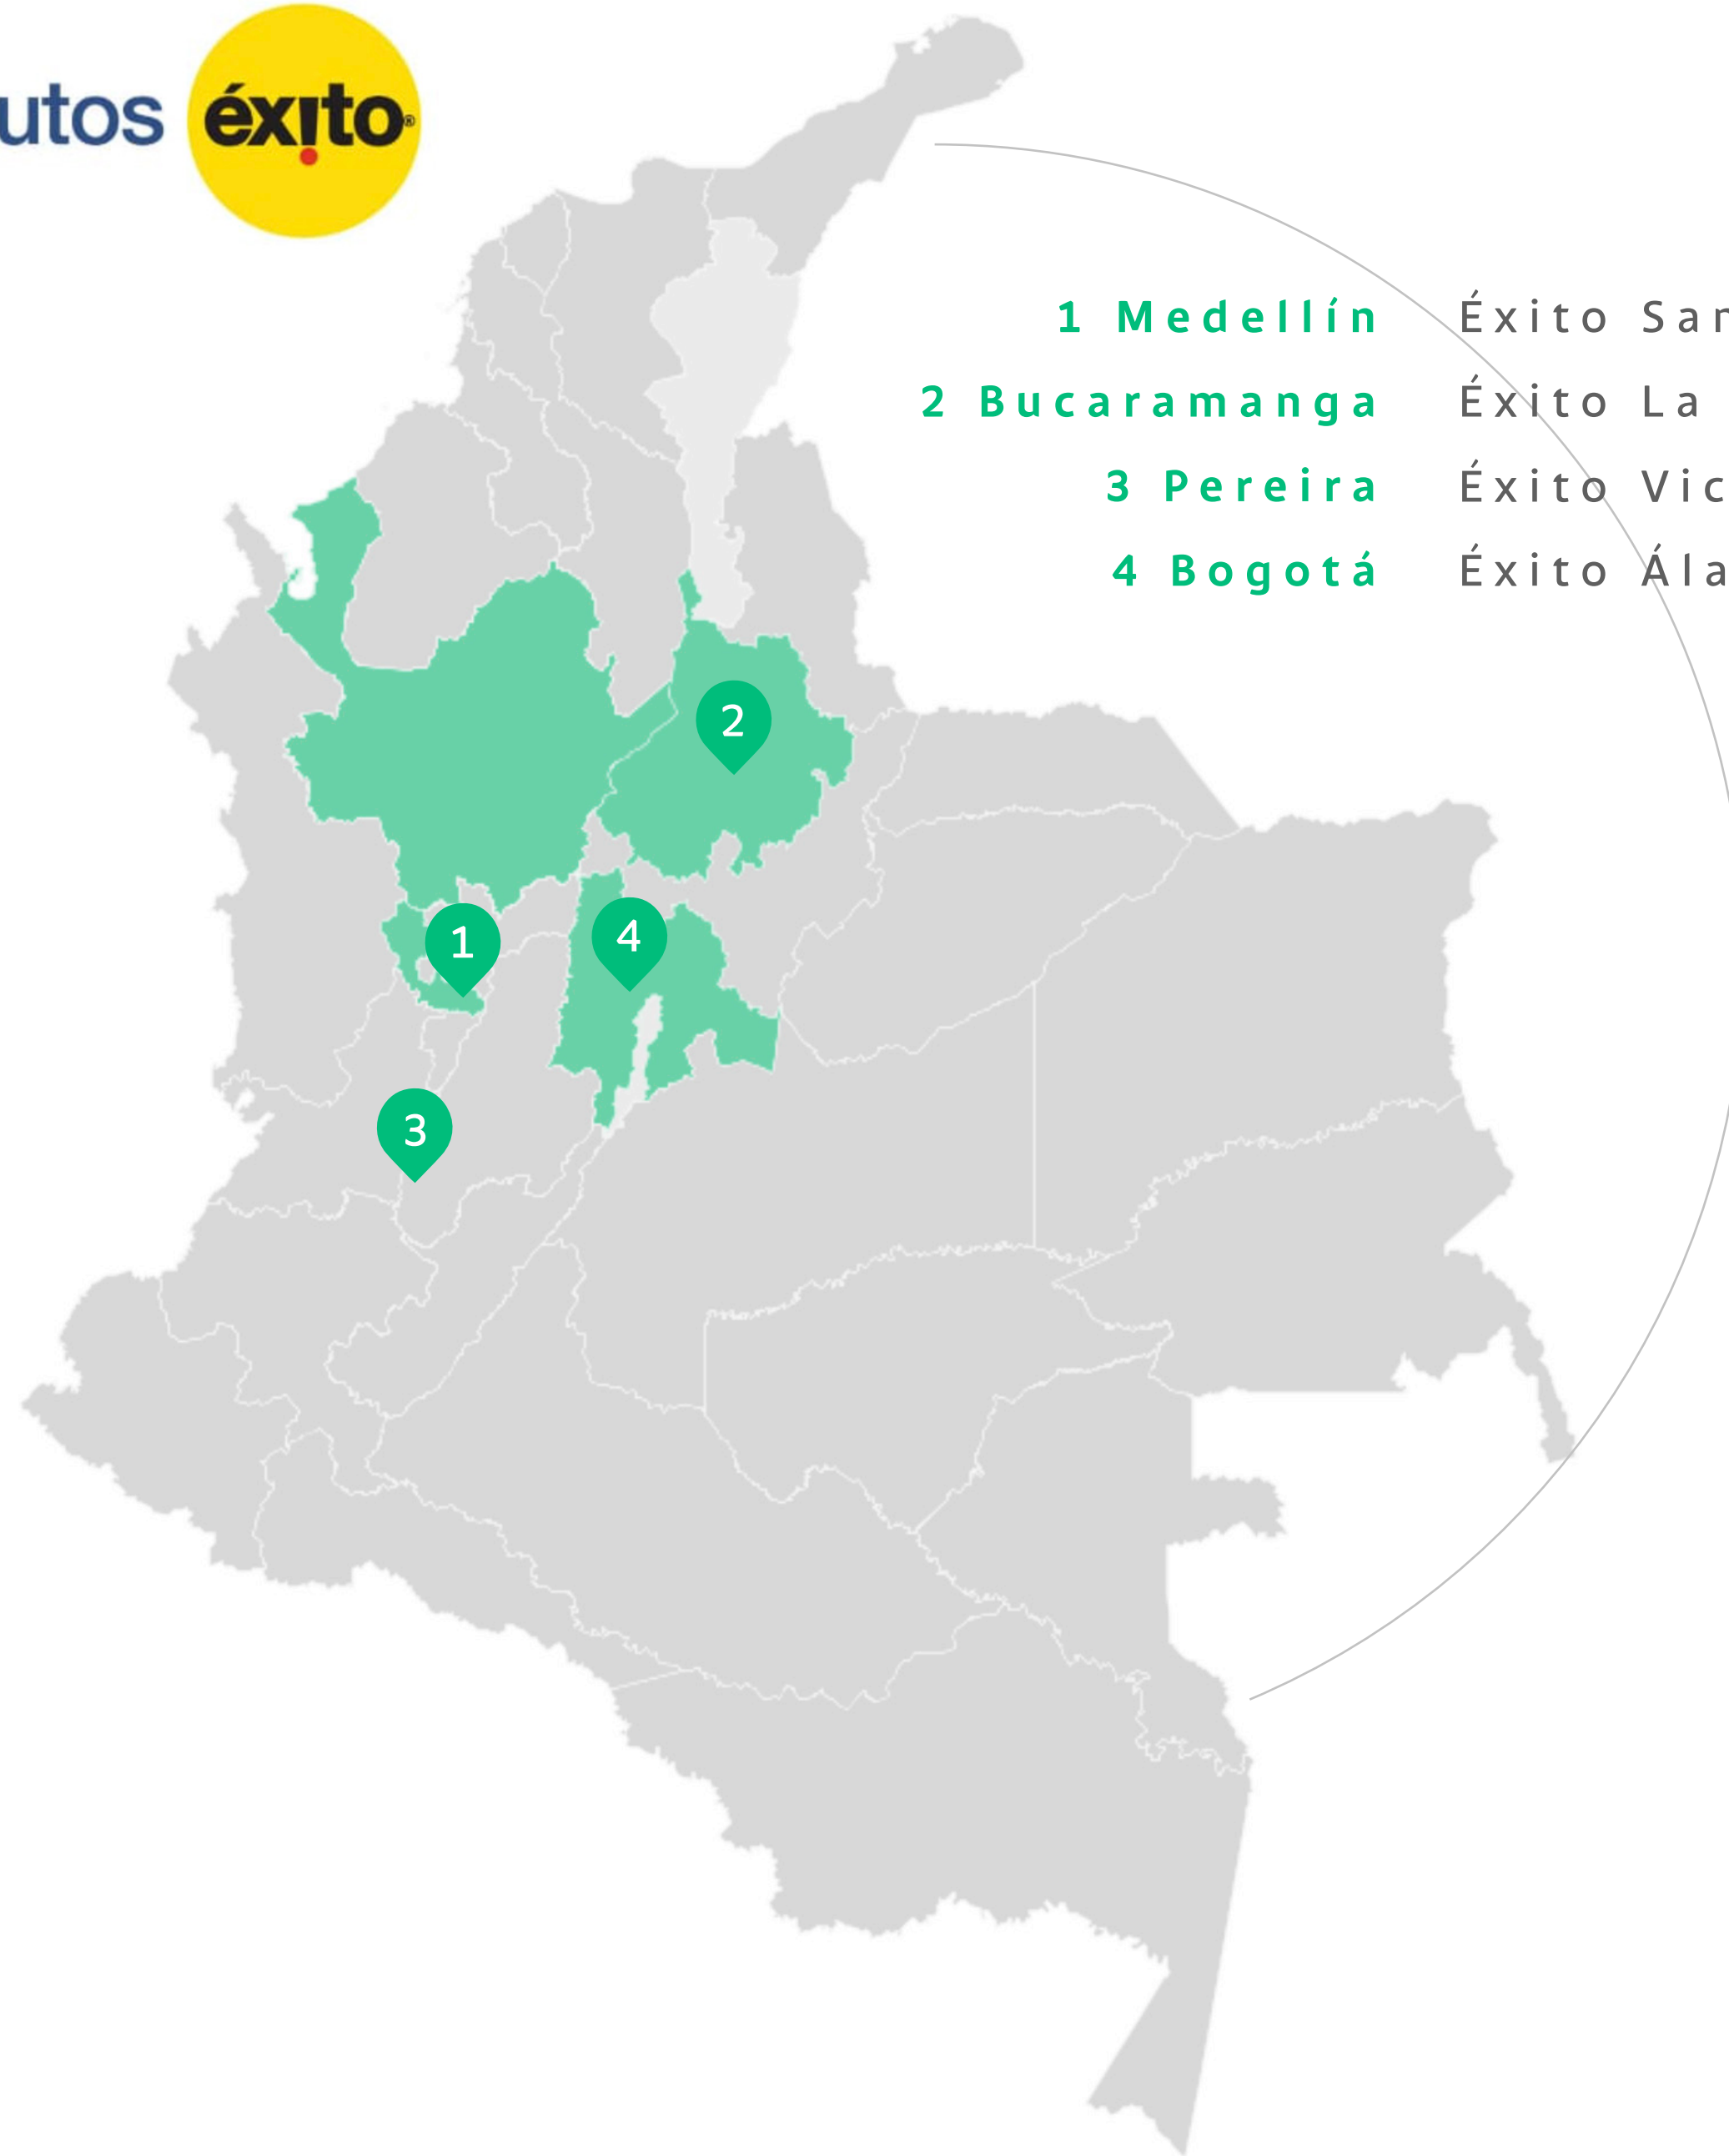 utos éxito®
1 Medellín Éxito San
2 Bucaramanga Éxito La
3 Pereira Éxito Vic
4 Bogotá Éxito Ála
2
1
4
3